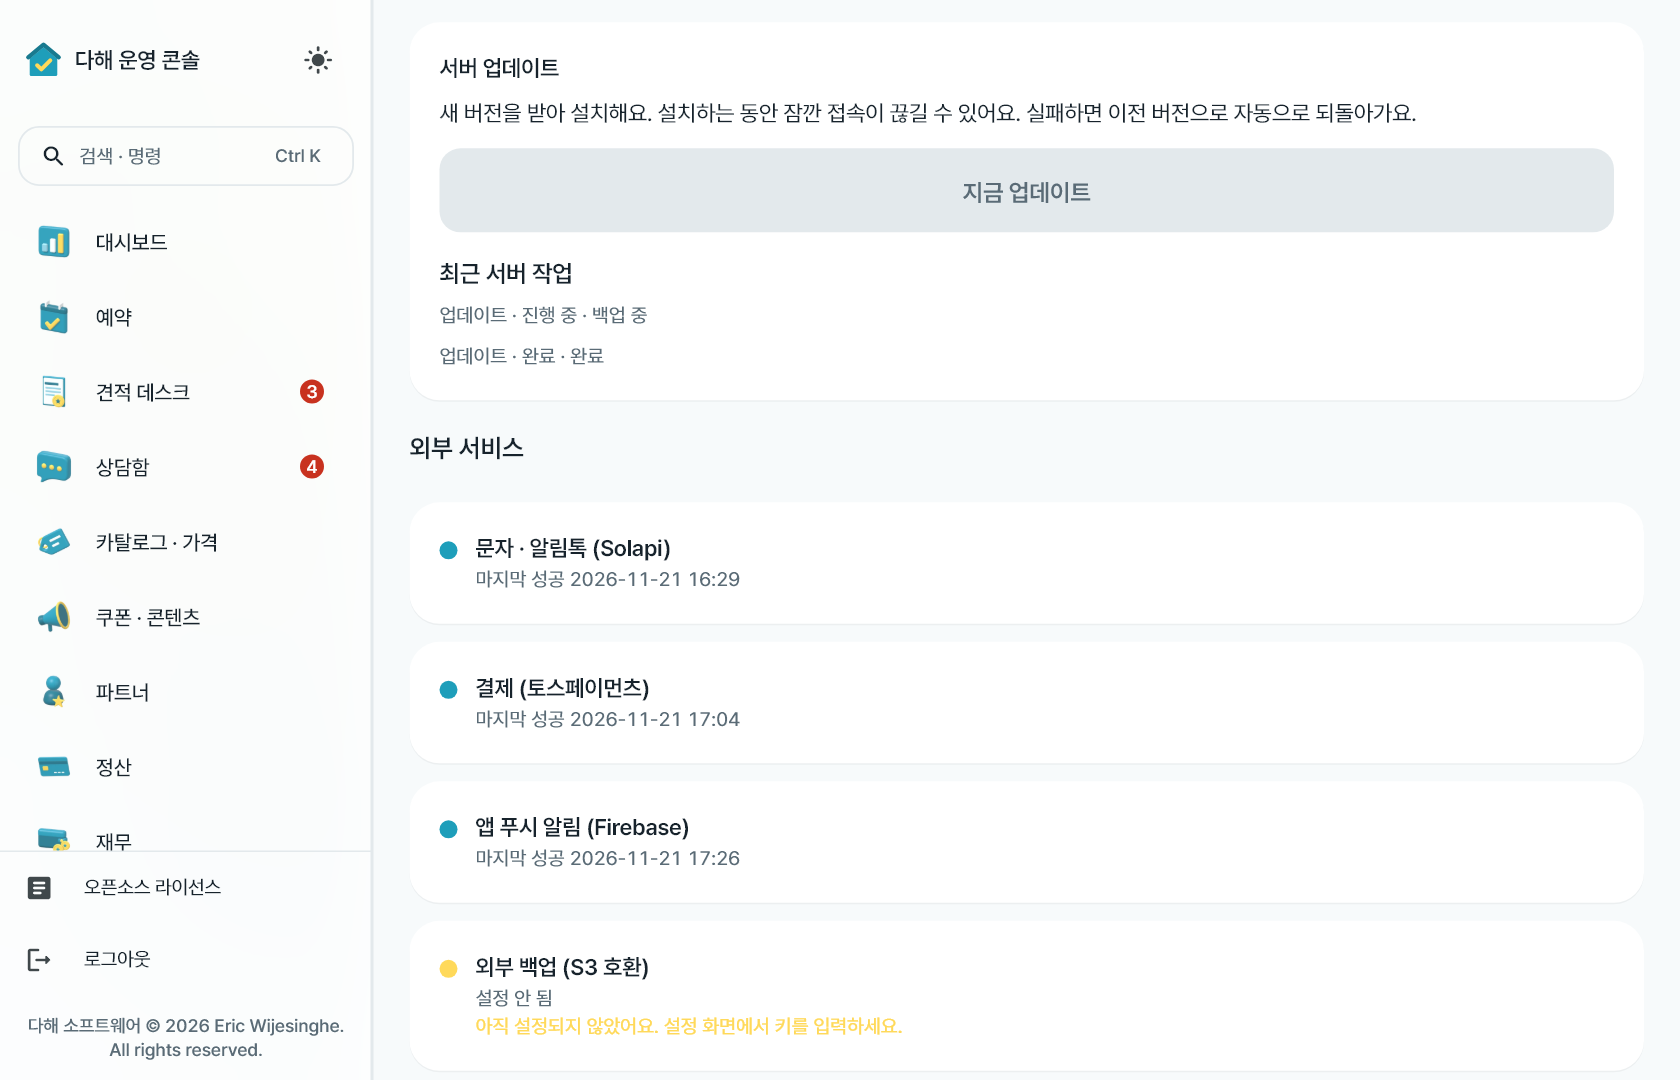 다해 운영 콘솔
검색 · 명령
Ctrl K
대시보드
예약
견적 데스크
3
상담함
4
카탈로그 · 가격
쿠폰 · 콘텐츠
파트너
정산
재무
오픈소스 라이선스
로그아웃
다해 소프트웨어 © 2026 Eric Wijesinghe.
All rights reserved.
서버 업데이트
새 버전을 받아 설치해요. 설치하는 동안 잠깐 접속이 끊길 수 있어요. 실패하면 이전 버전으로 자동으로 되돌아가요.
지금 업데이트
최근 서버 작업
업데이트 · 진행 중 · 백업 중
업데이트 · 완료 · 완료
외부 서비스
문자 · 알림톡 (Solapi)
마지막 성공 2026-11-21 16:29
결제 (토스페이먼츠)
마지막 성공 2026-11-21 17:04
앱 푸시 알림 (Firebase)
마지막 성공 2026-11-21 17:26
외부 백업 (S3 호환)
설정 안 됨
아직 설정되지 않았어요. 설정 화면에서 키를 입력하세요.